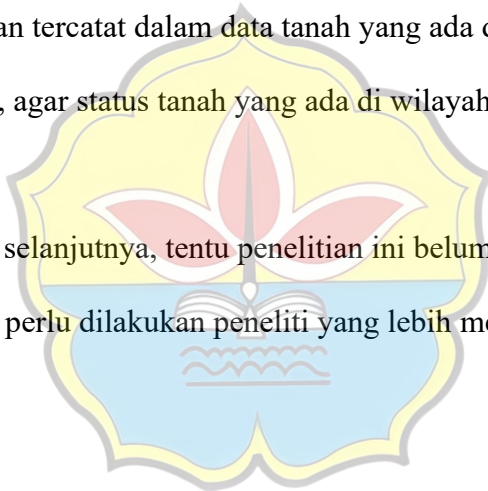 an tercatat dalam data tanah yang ada
, agar status tanah yang ada di wilayah
selanjutnya, tentu penelitian ini belum
perlu dilakukan peneliti yang lebih